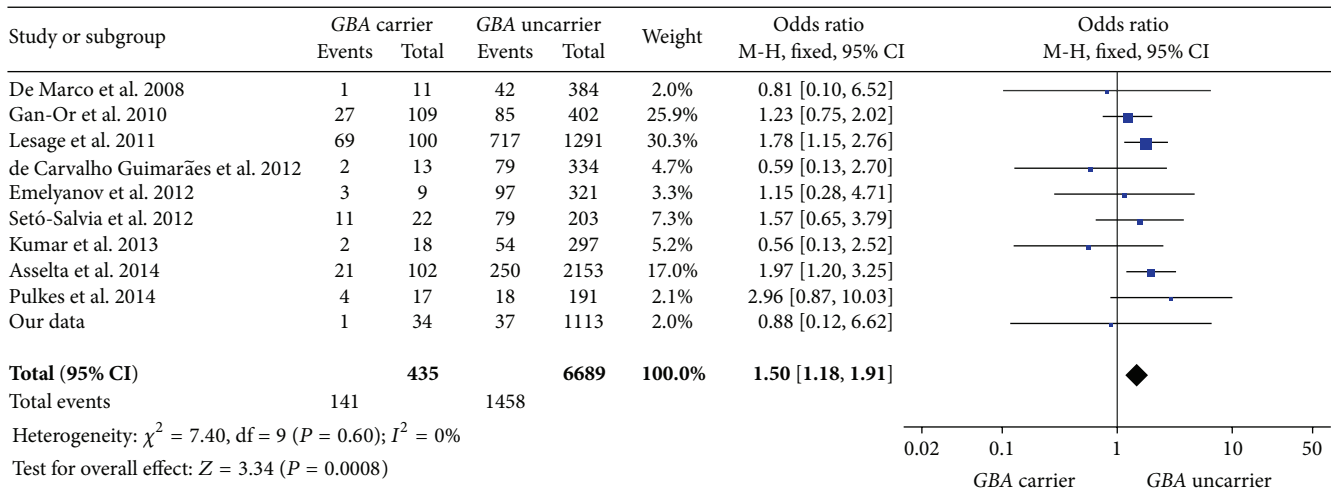 Study or subgroup GBA carrier GBA uncarrier Weight Odds ratio Odds ratio
Events Total Events Total M-H, fixed, 95% CI M-H, fixed, 95% CI
De Marco et al. 2008 1 11 42 384 2.0% 0.81 [0.10, 6.52]
Gan-Or et al. 2010 27 109 85 402 25.9% 1.23 [0.75, 2.02]
Lesage et al. 2011 69 100 717 1291 30.3% 1.78 [1.15, 2.76]
de Carvalho Guimarães et al. 2012 2 13 79 334 4.7% 0.59 [0.13, 2.70]
Emelyanov et al. 2012 3 9 97 321 3.3% 1.15 [0.28, 4.71]
Setó-Salvia et al. 2012 11 22 79 203 7.3% 1.57 [0.65, 3.79]
Kumar et al. 2013 2 18 54 297 5.2% 0.56 [0.13, 2.52]
Asselta et al. 2014 21 102 250 2153 17.0% 1.97 [1.20, 3.25]
Pulkes et al. 2014 4 17 18 191 2.1% 2.96 [0.87, 10.03]
Our data 1 34 37 1113 2.0% 0.88 [0.12, 6.62]
Total (95% CI) 435 6689 100.0% 1.50 [1.18, 1.91]
Total events 141 1458
Heterogeneity: χ² = 7.40, df = 9 (P = 0.60); I² = 0%
Test for overall effect: Z = 3.34 (P = 0.0008)
0.02 0.1 1 10 50
GBA carrier GBA uncarrier